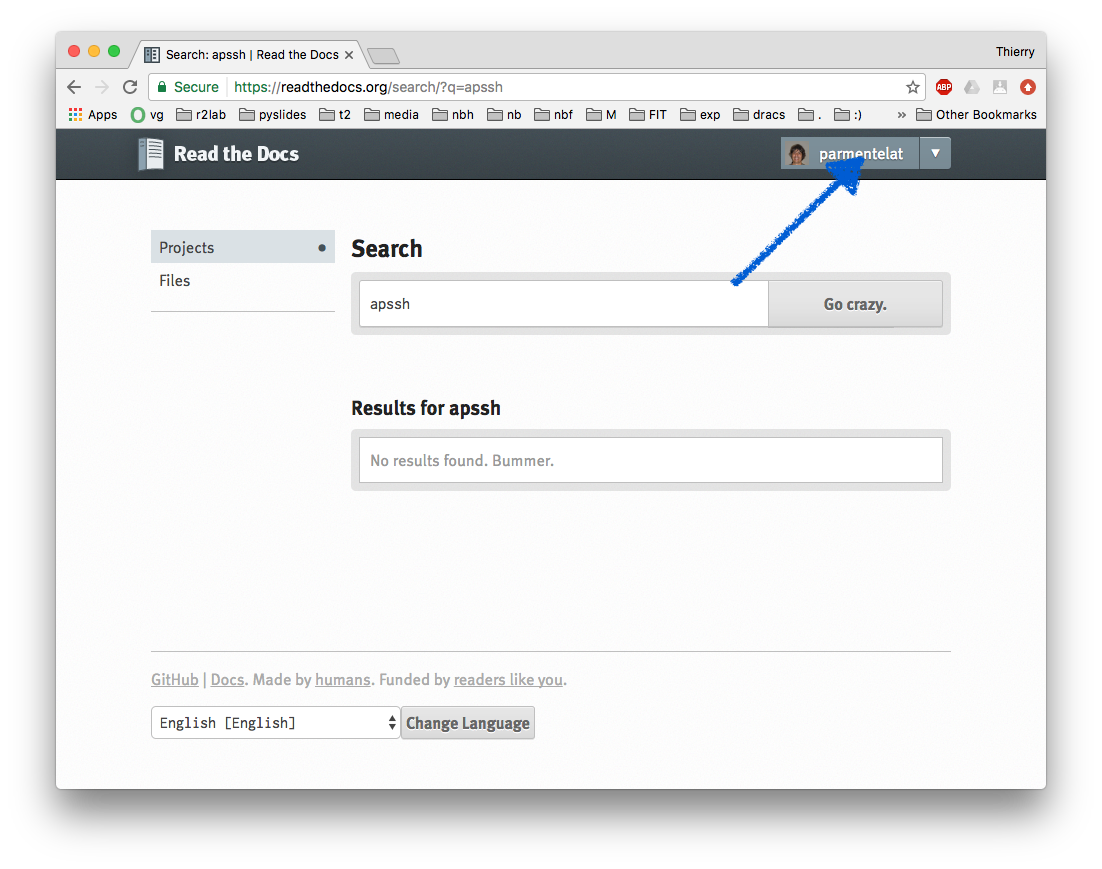 Search: apssh | Read the Docs
Thierry
Secure https://readthedocs.org/search/?q=apssh
ABP
Apps vg r2lab pyslides t2 media nbh nb nbf M FIT exp dracs . :) » Other Bookmarks
Read the Docs
parmentelat
Projects
Files
Search
apssh
Go crazy.
Results for apssh
No results found. Bummer.
GitHub | Docs. Made by humans. Funded by readers like you.
English [English]
Change Language